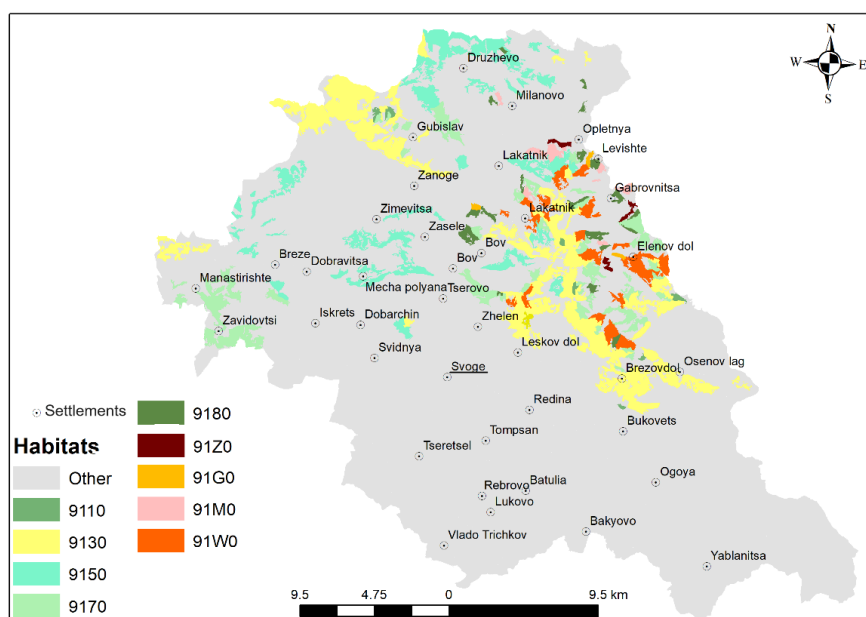 N
W
E
S
Druzhevo
Milanovo
Gubislav
Opletnya
Levishte
Lakatnik
Zanoge
Gabrovnitsa
Zimevitsa
Lakatnik
Zasele
Bov
Elenov dol
Breze
Dobravitsa
Bov
Manastirishte
Mecha polyana
Tserovo
Zavidovtsi
Iskrets
Dobarchin
Zhelen
Svidnya
Leskov dol
Svoge
Brezovdol
Osenov lag
Redina
Bukovets
Tompsan
Tseretsel
Rebrovo
Batulia
Ogoya
Lukovo
Vlado Trichkov
Bakyovo
Yablanitsa
Settlements
Habitats
Other
9110
9130
9150
9170
9180
91Z0
91G0
91M0
91W0
9.5 4.75 0 9.5 km